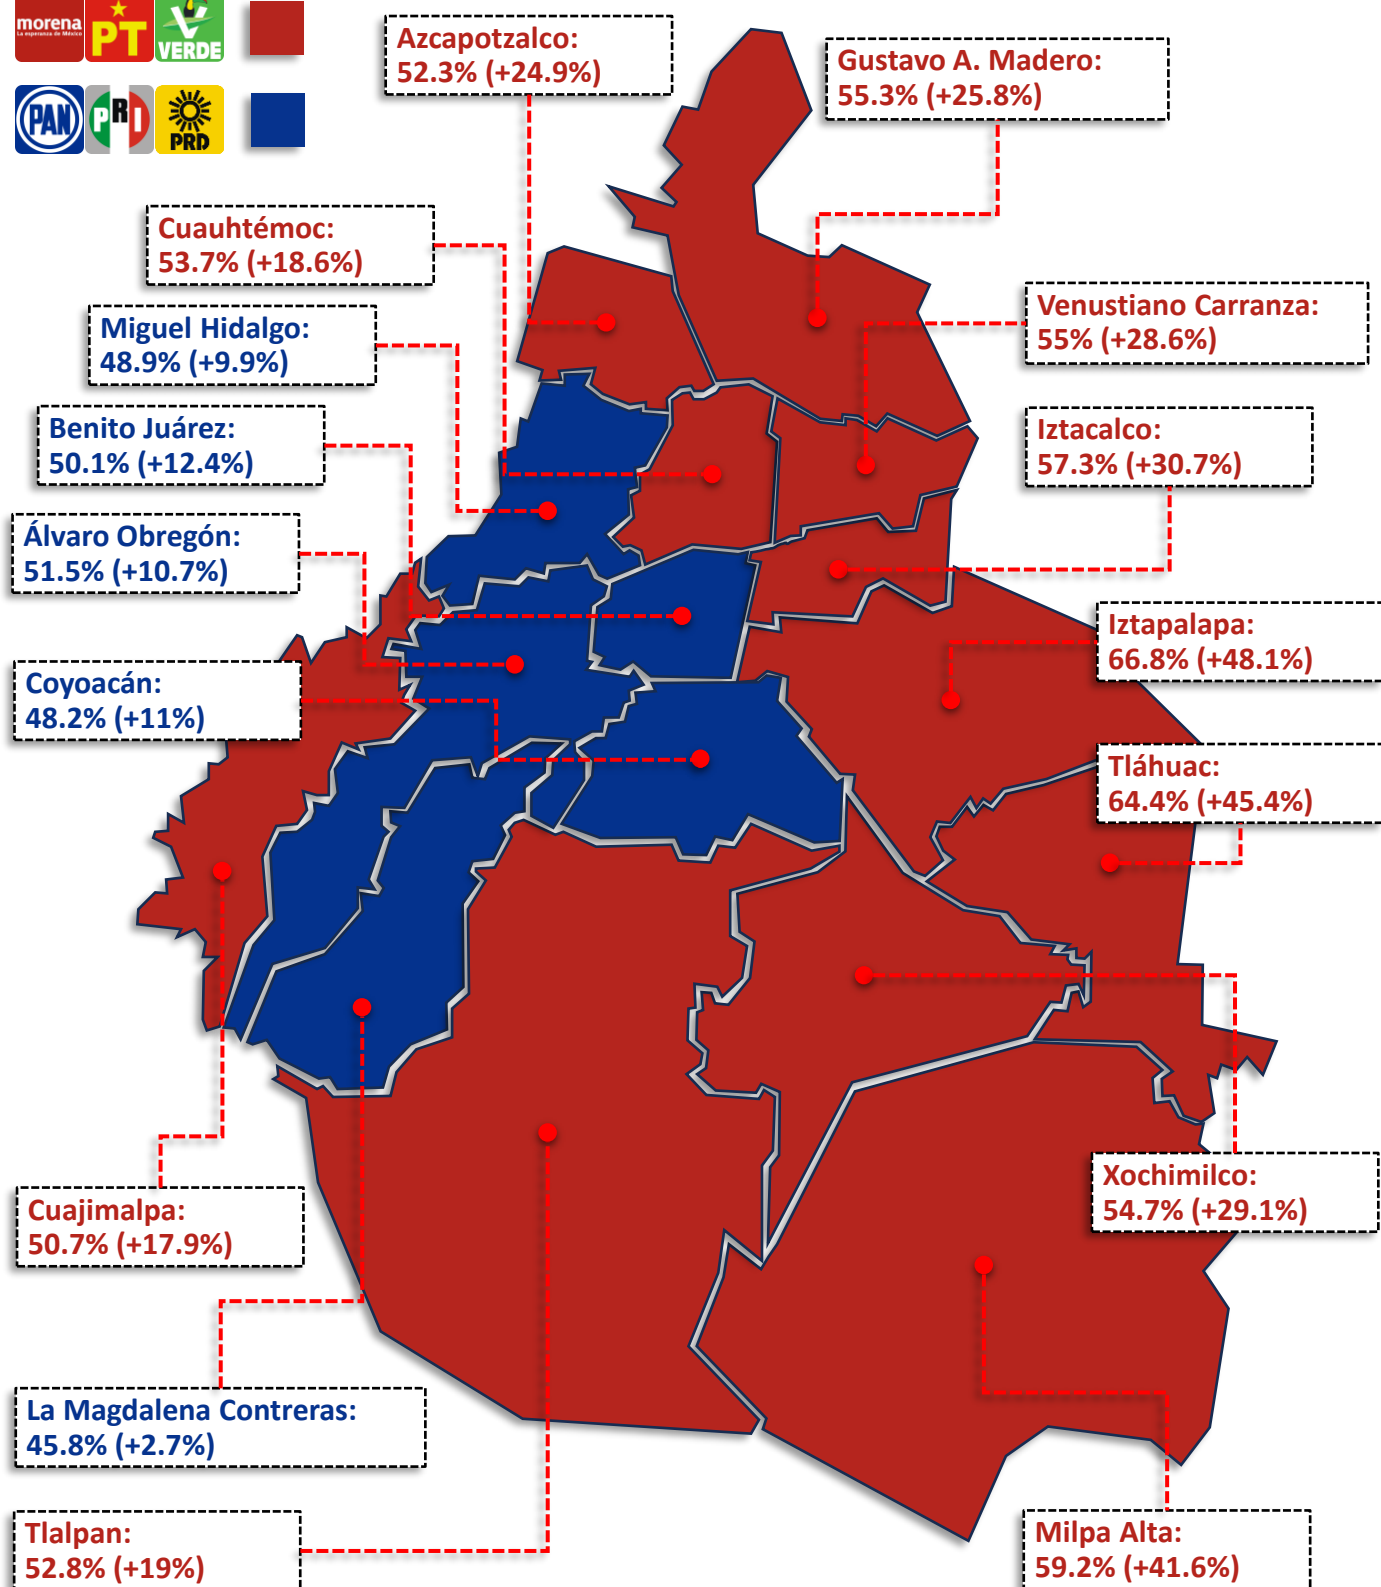 morena
La esperanza de México
PT
VERDE
PAN
PRI
PRD
Azcapotzalco:
52.3% (+24.9%)
Gustavo A. Madero:
55.3% (+25.8%)
Cuauhtémoc:
53.7% (+18.6%)
Miguel Hidalgo:
48.9% (+9.9%)
Venustiano Carranza:
55% (+28.6%)
Benito Juárez:
50.1% (+12.4%)
Iztacalco:
57.3% (+30.7%)
Álvaro Obregón:
51.5% (+10.7%)
Iztapalapa:
66.8% (+48.1%)
Coyoacán:
48.2% (+11%)
Tláhuac:
64.4% (+45.4%)
Xochimilco:
54.7% (+29.1%)
Cuajimalpa:
50.7% (+17.9%)
La Magdalena Contreras:
45.8% (+2.7%)
Tlalpan:
52.8% (+19%)
Milpa Alta:
59.2% (+41.6%)